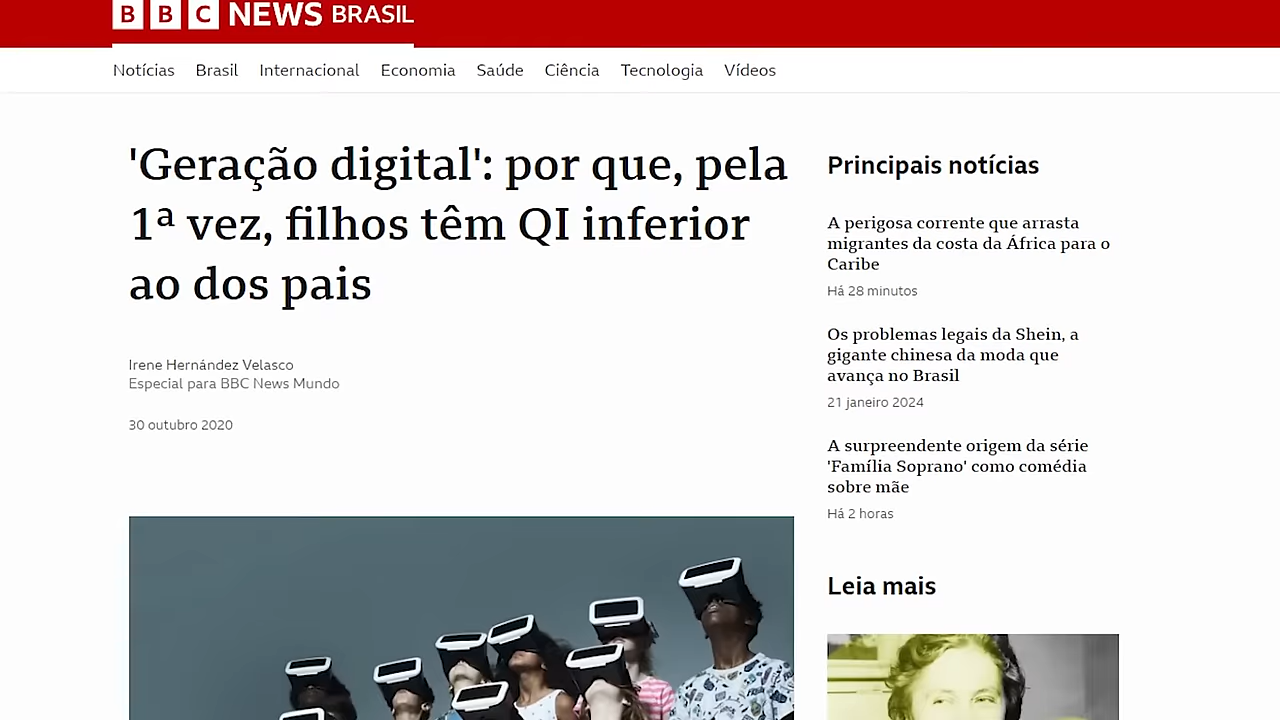 BBC NEWS BRASIL
Notícias Brasil Internacional Economia Saúde Ciência Tecnologia Vídeos
'Geração digital': por que, pela
1ª vez, filhos têm QI inferior
ao dos pais
Irene Hernández Velasco
Especial para BBC News Mundo
30 outubro 2020
Principais notícias
A perigosa corrente que arrasta
migrantes da costa da África para o
Caribe
Há 28 minutos
Os problemas legais da Shein, a
gigante chinesa da moda que
avança no Brasil
21 janeiro 2024
A surpreendente origem da série
'Família Soprano' como comédia
sobre mãe
Há 2 horas
Leia mais